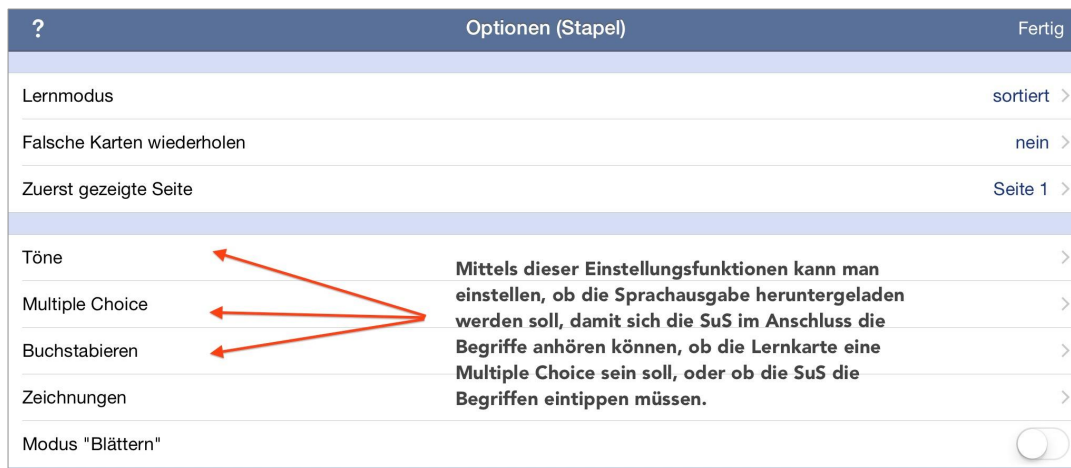 ? Optionen (Stapel) Fertig
Lernmodus sortiert >
Falsche Karten wiederholen nein >
Zuerst gezeigte Seite Seite 1 >
Töne >
Multiple Choice >
Buchstabieren >
Zeichnungen >
Modus "Blättern"
Mittels dieser Einstellungsfunktionen kann man
einstellen, ob die Sprachausgabe heruntergeladen
werden soll, damit sich die SuS im Anschluss die
Begriffe anhören können, ob die Lernkarte eine
Multiple Choice sein soll, oder ob die SuS die
Begriffen eintippen müssen.